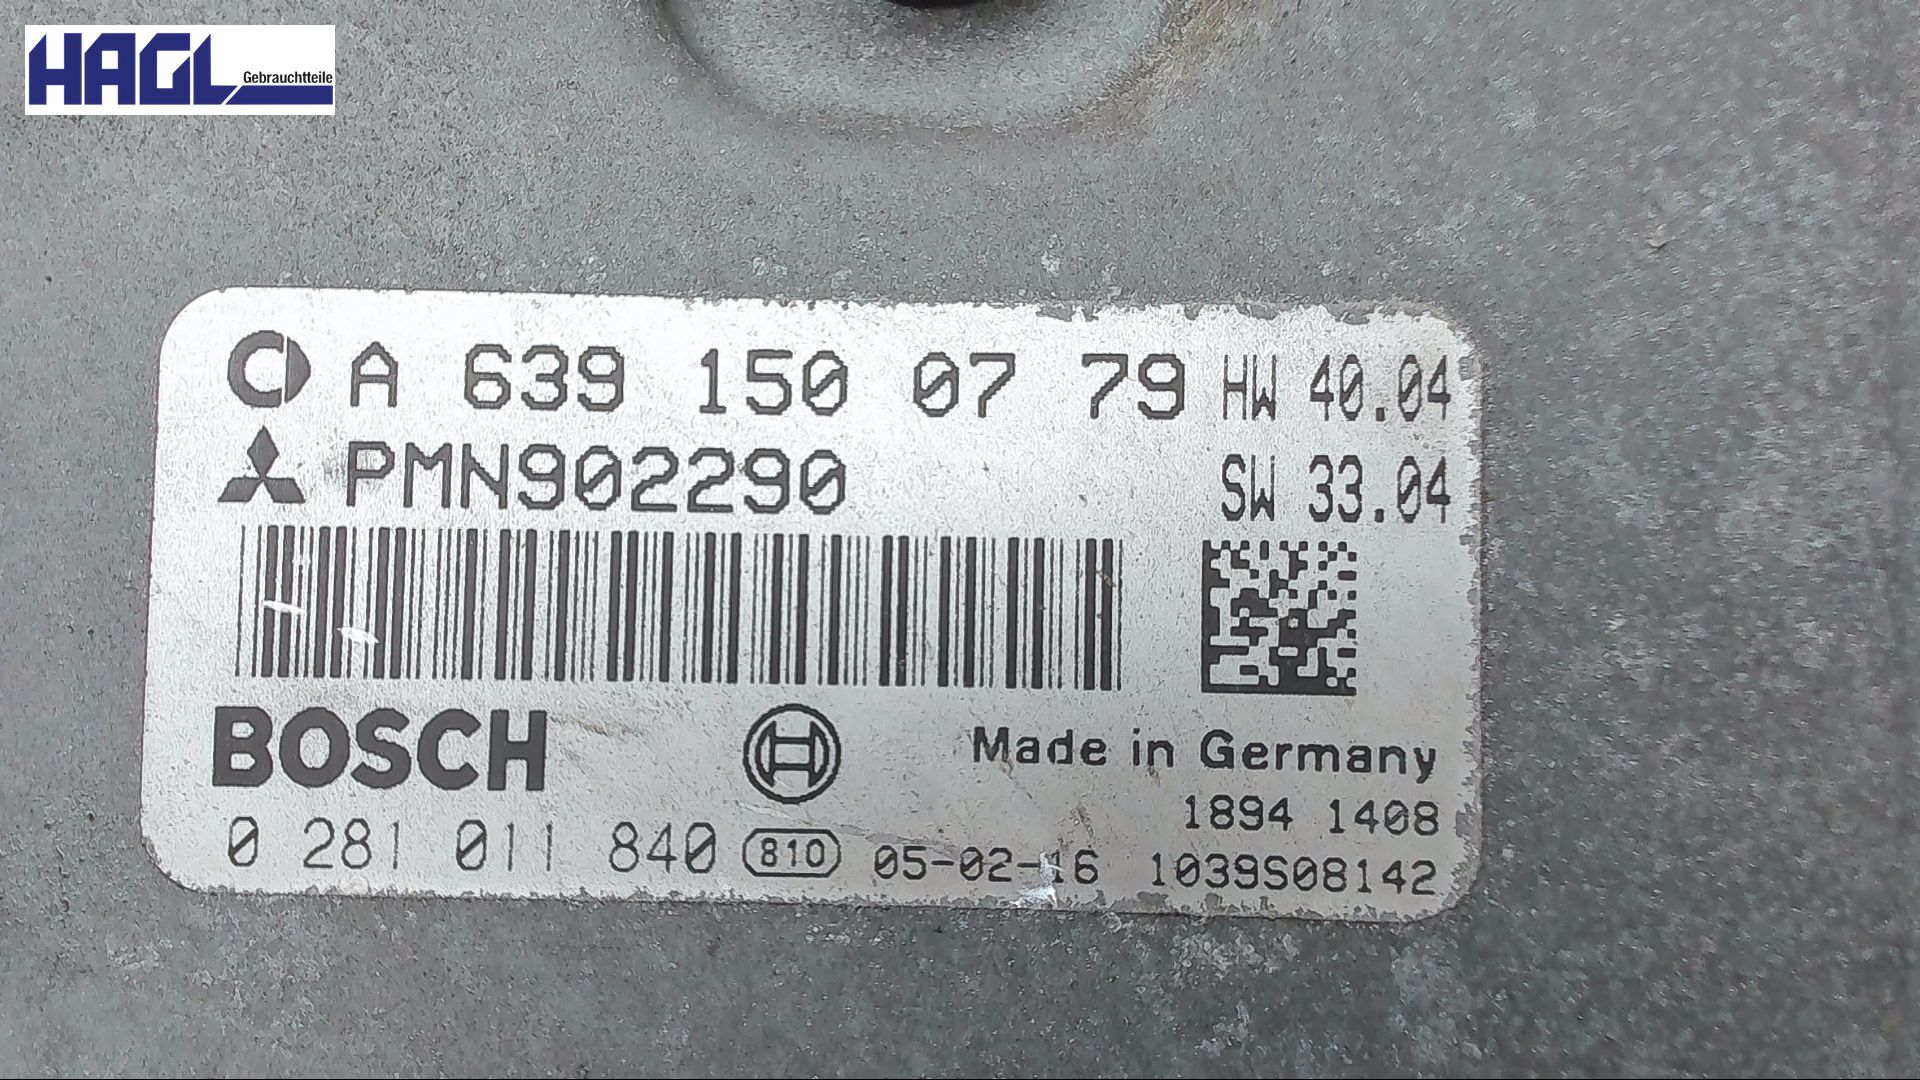 HAGL Gebrauchtteile
A 639 150 07 79 HW 40.04
PMN902290 SW 33.04
BOSCH Made in Germany
1894 1408
0 281 011 840 810 05-02-16 1039S08142